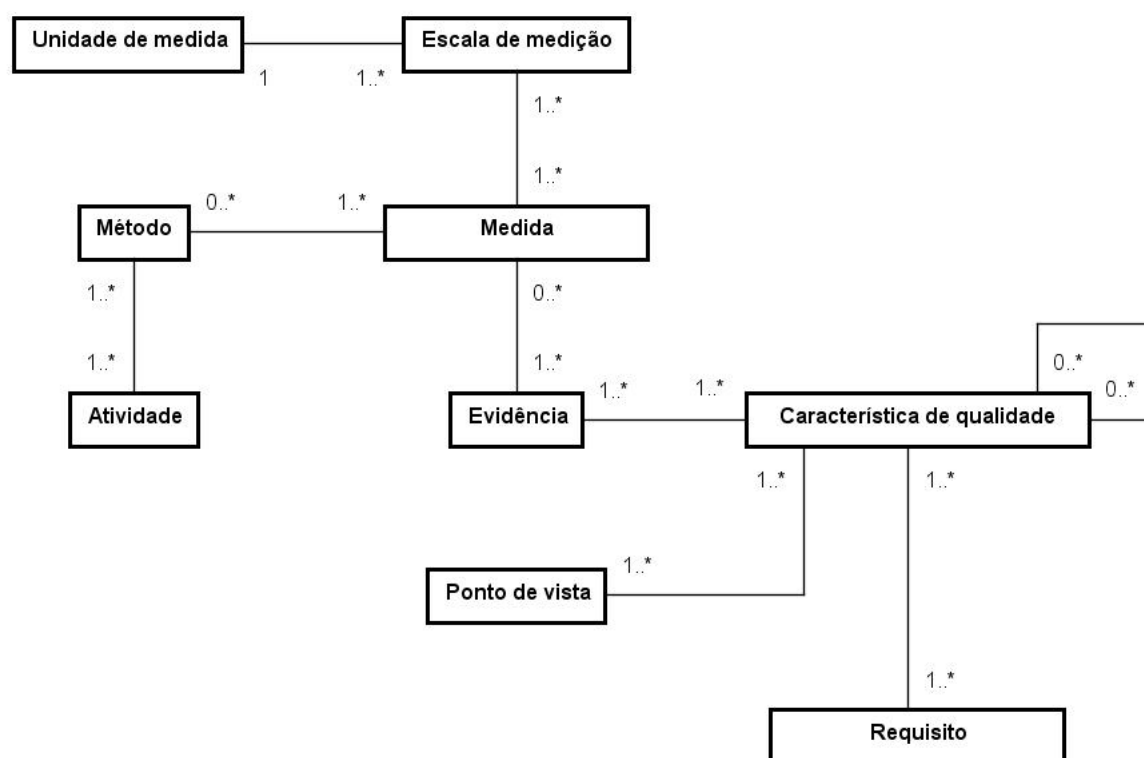 Unidade de medida
Escala de medição
1
1..*
1..*
1..*
0..*
1..*
Método
Medida
1..*
0..*
1..*
1..*
0..*
0..*
1..*
1..*
Atividade
Evidência
Característica de qualidade
1..*
1..*
1..*
Ponto de vista
1..*
Requisito